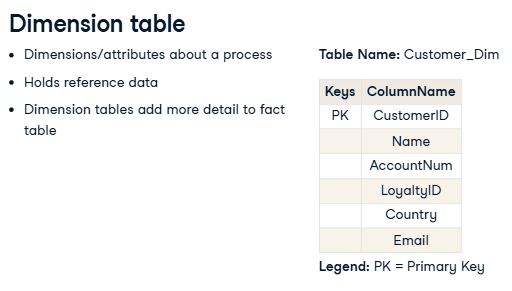 Dimension table
• Dimensions/attributes about a process
• Holds reference data
• Dimension tables add more detail to fact
table
Table Name: Customer_Dim
Keys ColumnName
PK CustomerID
Name
AccountNum
LoyaltyID
Country
Email
Legend: PK = Primary Key